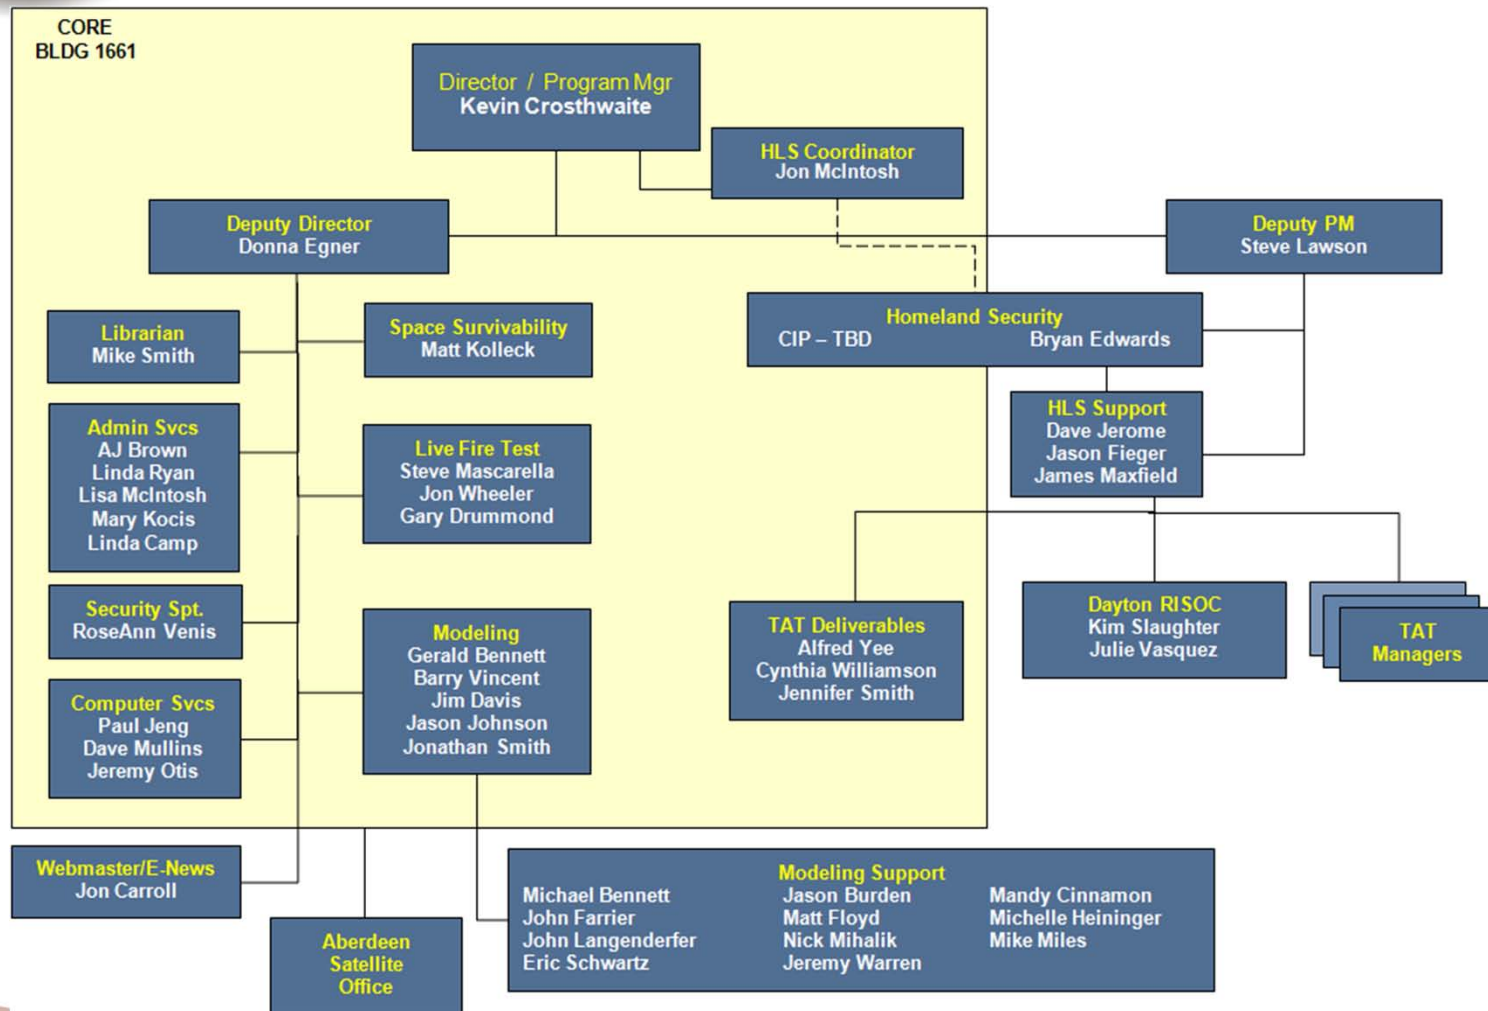 CORE
BLDG 1661
Director / Program Mgr
Kevin Crosthwaite
HLS Coordinator
Jon McIntosh
Deputy Director
Donna Egner
Deputy PM
Steve Lawson
Homeland Security
CIP – TBD Bryan Edwards
Librarian
Mike Smith
Space Survivability
Matt Kolleck
HLS Support
Dave Jerome
Jason Fieger
James Maxfield
Admin Svcs
AJ Brown
Linda Ryan
Lisa McIntosh
Mary Kocis
Linda Camp
Live Fire Test
Steve Mascarella
Jon Wheeler
Gary Drummond
Security Spt.
RoseAnn Venis
Modeling
Gerald Bennett
Barry Vincent
Jim Davis
Jason Johnson
Jonathan Smith
TAT Deliverables
Alfred Yee
Cynthia Williamson
Jennifer Smith
Dayton RISOC
Kim Slaughter
Julie Vasquez
TAT
Managers
Computer Svcs
Paul Jeng
Dave Mullins
Jeremy Otis
Webmaster/E-News
Jon Carroll
Modeling Support
Michael Bennett Jason Burden Mandy Cinnamon
John Farrier Matt Floyd Michelle Heininger
John Langenderfer Nick Mihalik Mike Miles
Eric Schwartz Jeremy Warren
Aberdeen
Satellite
Office